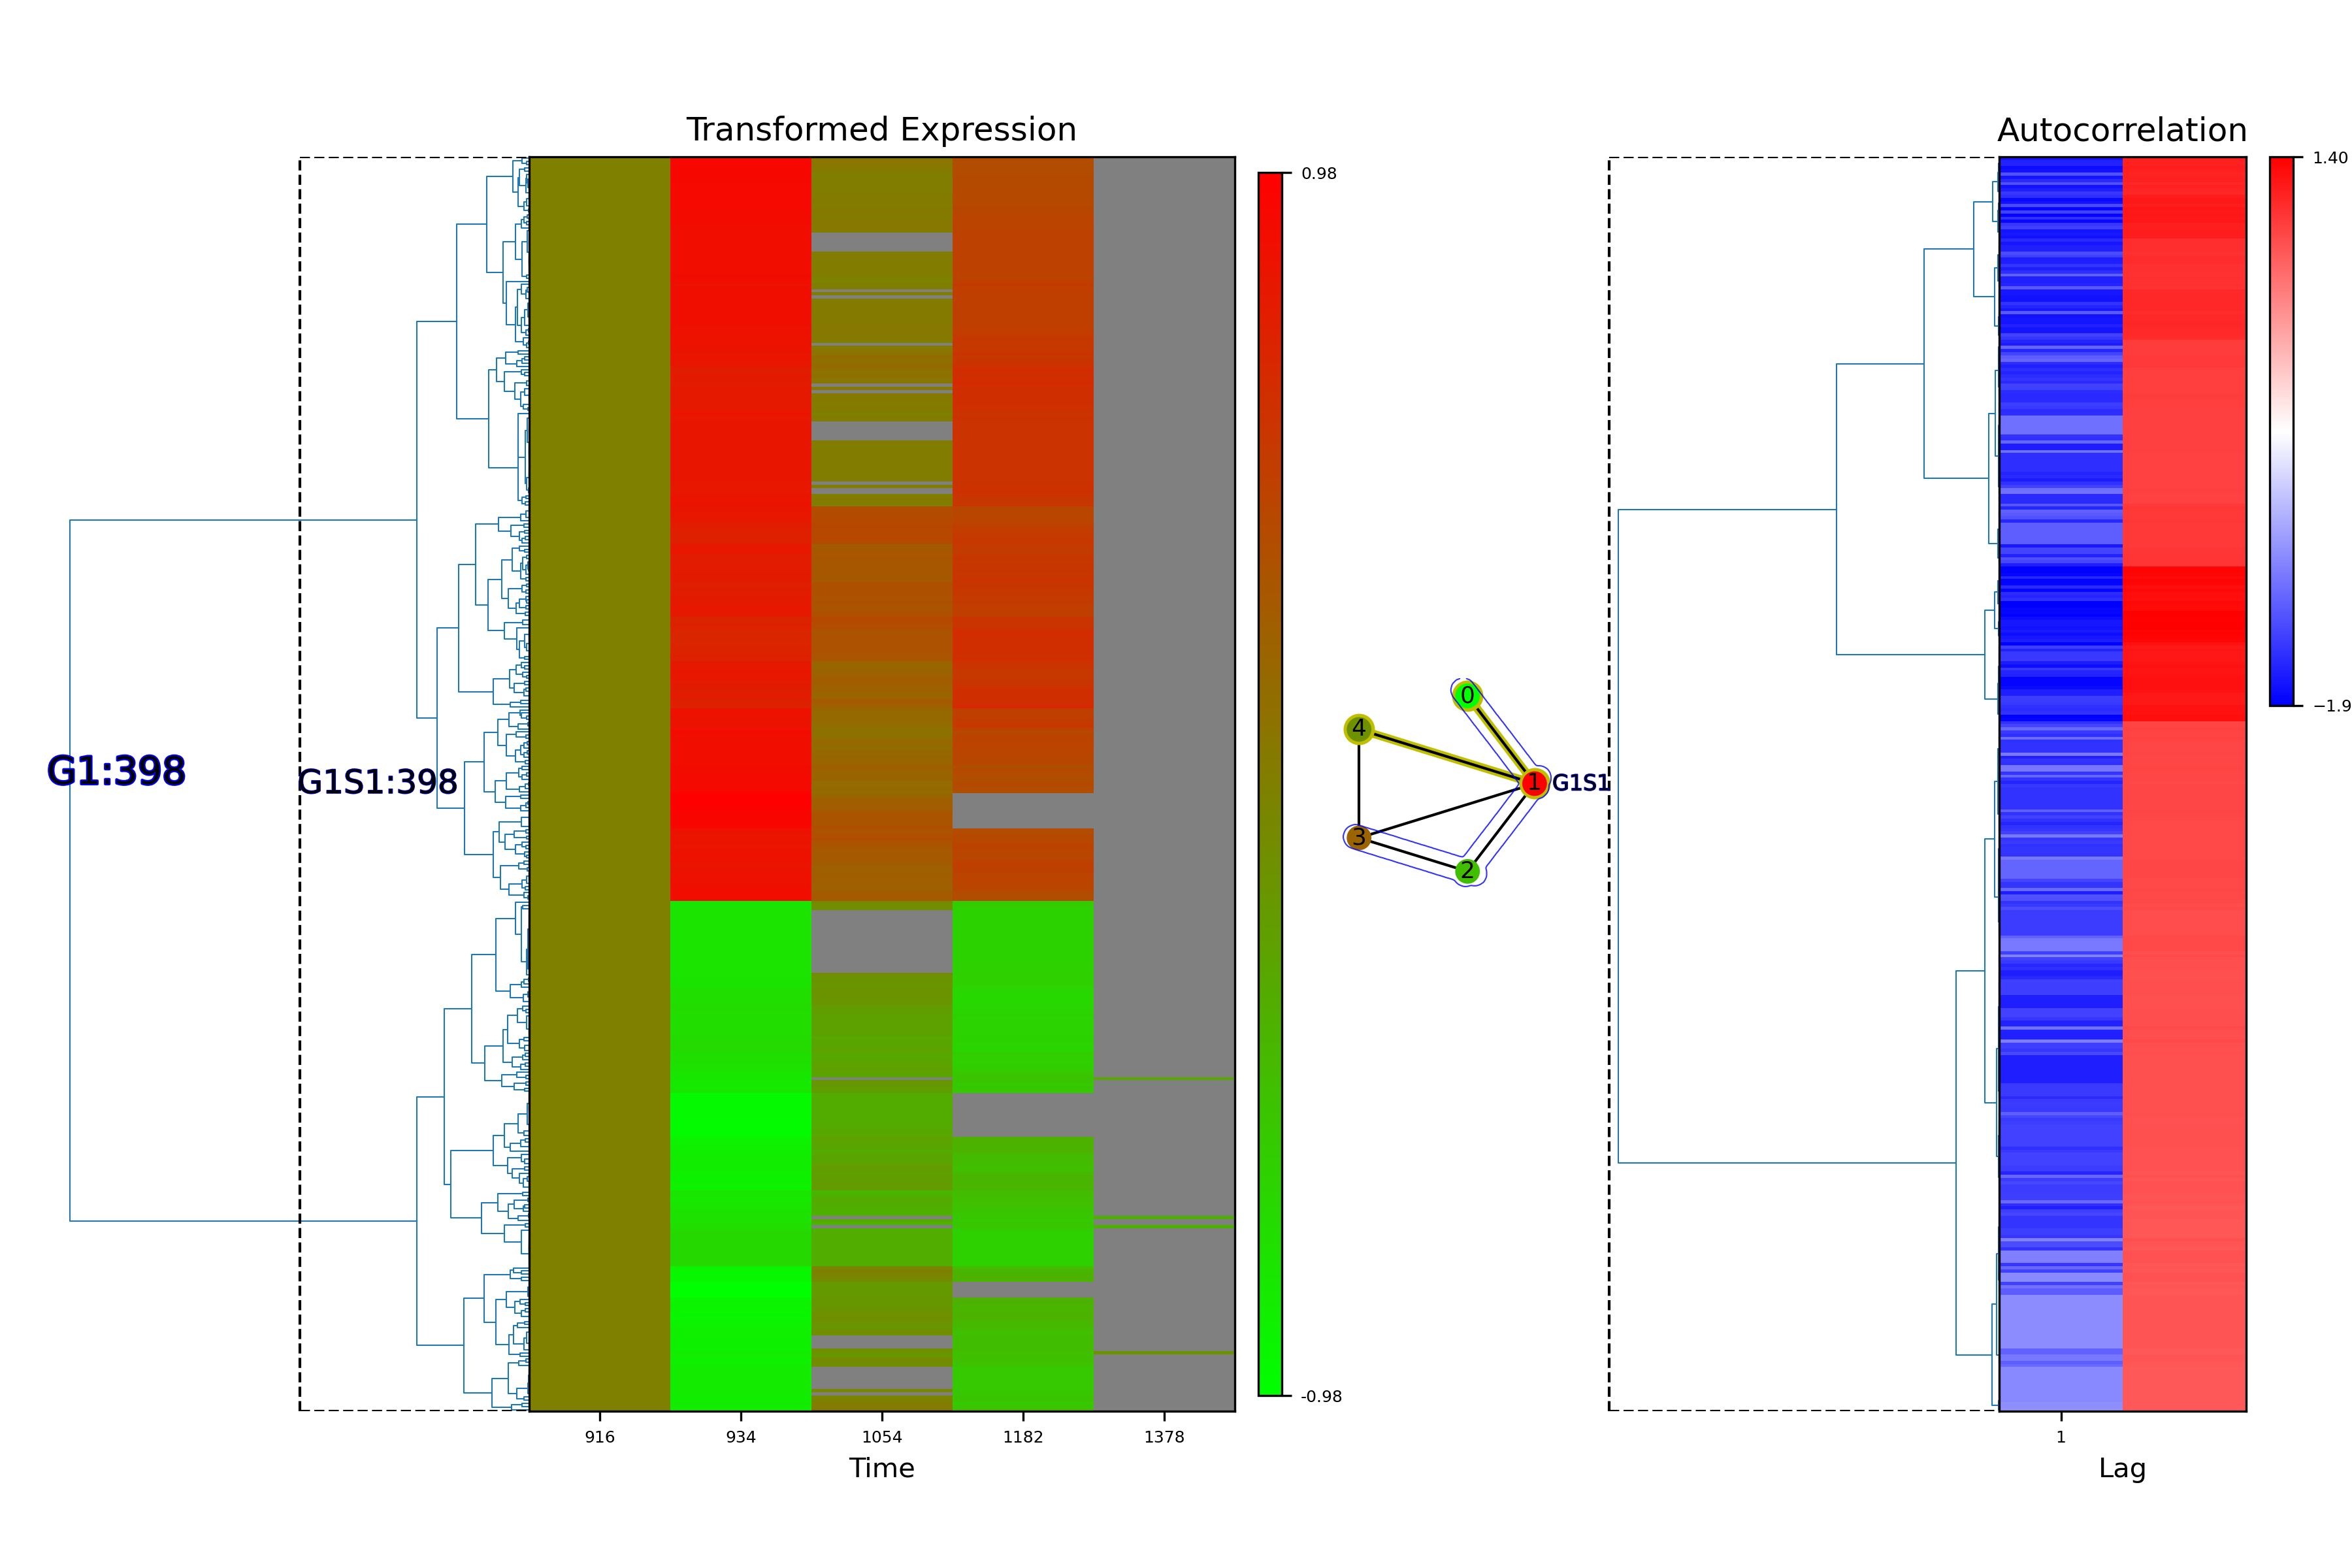 Transformed Expression
Autocorrelation
0.98
1.40
0
4
G1:398
G1S1:398
1
G1S1
3
2
−1.9
-0.98
916
934
1054
1182
1378
1
Time
Lag